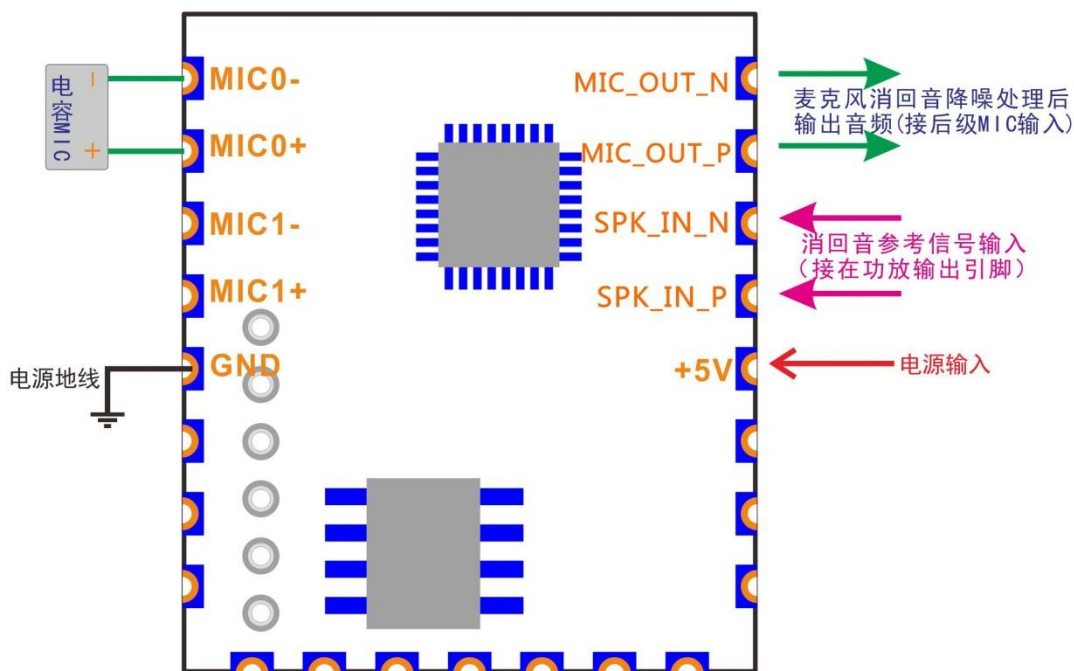 电容MIC
-
+
MIC0-
MIC0+
MIC1-
MIC1+
GND
电源地线
MIC_OUT_N
MIC_OUT_P
SPK_IN_N
SPK_IN_P
+5V
麦克风消回音降噪处理后
输出音频(接后级MIC输入)
消回音参考信号输入
（接在功放输出引脚）
电源输入